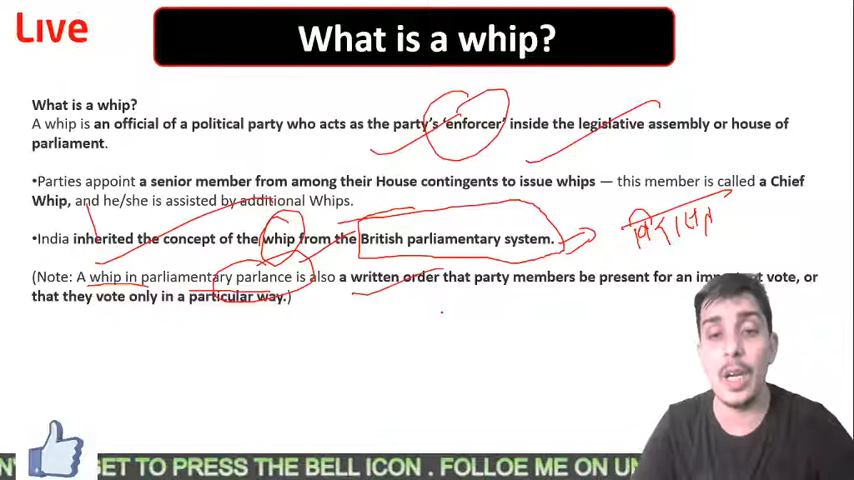 Live
What is a whip?
What is a whip?
A whip is an official of a political party who acts as the party's 'enforcer' inside the legislative assembly or house of
parliament.
•Parties appoint a senior member from among their House contingents to issue whips — this member is called a Chief
Whip, and he/she is assisted by additional Whips.
•India inherited the concept of the whip from the British parliamentary system.
विरासत
(Note: A whip in parliamentary parlance is also a written order that party members be present for an important vote, or
that they vote only in a particular way.)
GET TO PRESS THE BELL ICON . FOLLOE ME ON UN